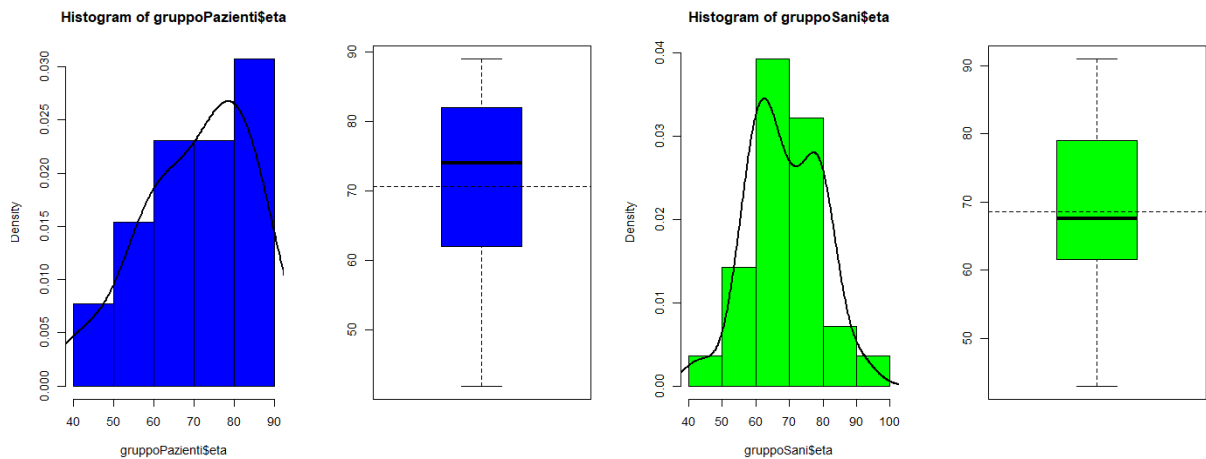 Histogram of gruppoPazienti$eta
Density
0.000 0.005 0.010 0.015 0.020 0.025 0.030
40 50 60 70 80 90
gruppoPazienti$eta
50 60 70 80 90
Histogram of gruppoSani$eta
Density
0.00 0.01 0.02 0.03 0.04
40 50 60 70 80 90 100
gruppoSani$eta
50 60 70 80 90